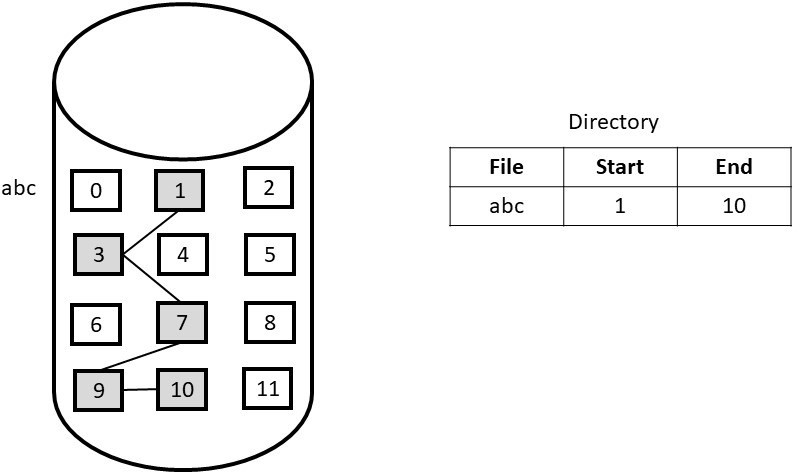 abc
0 1 2
3 4 5
6 7 8
9 10 11
Directory
File Start End
abc 1 10